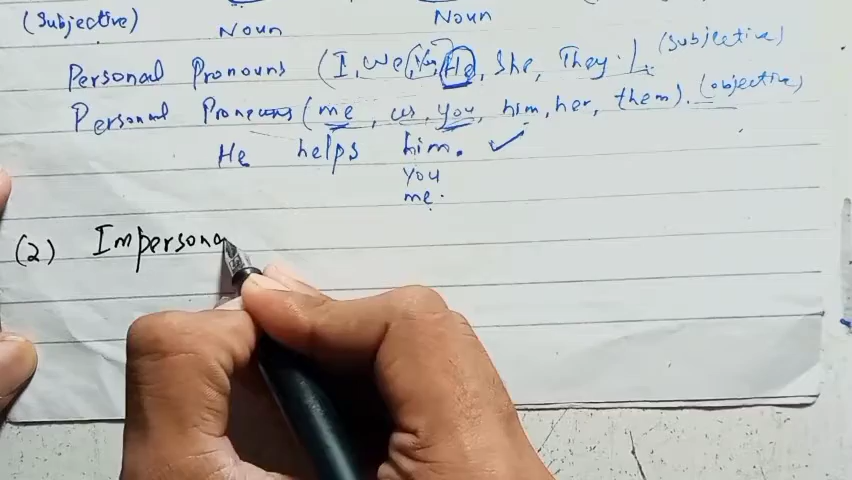 (Subjective) Noun Noun
Personal Pronouns (I, We, You, He, She, They.) (Subjective)
Personal Pronouns (me, us, you, him, her, them). (objective)
He helps him. ✓
you
me.
(2) Impersona